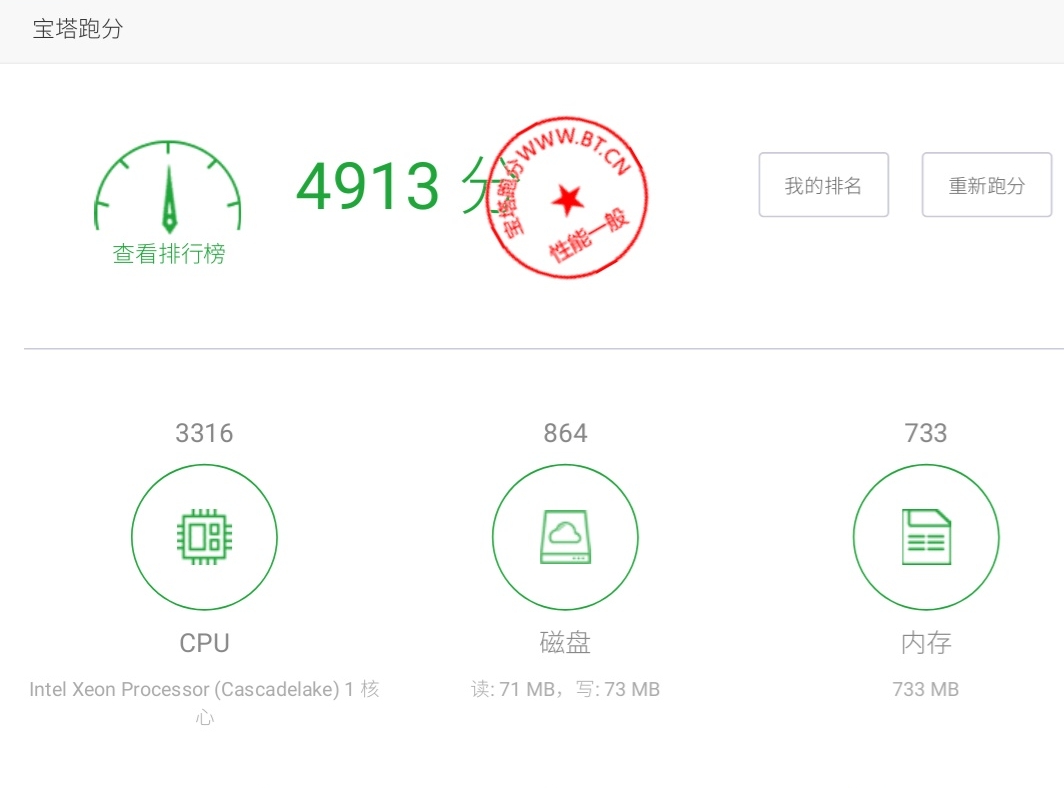 宝塔跑分
4913 分
宝塔跑分WWW.BT.CN
性能一般
我的排名
重新跑分
查看排行榜
3316
864
733
CPU
磁盘
内存
Intel Xeon Processor (Cascadelake) 1 核
心
读: 71 MB，写: 73 MB
733 MB